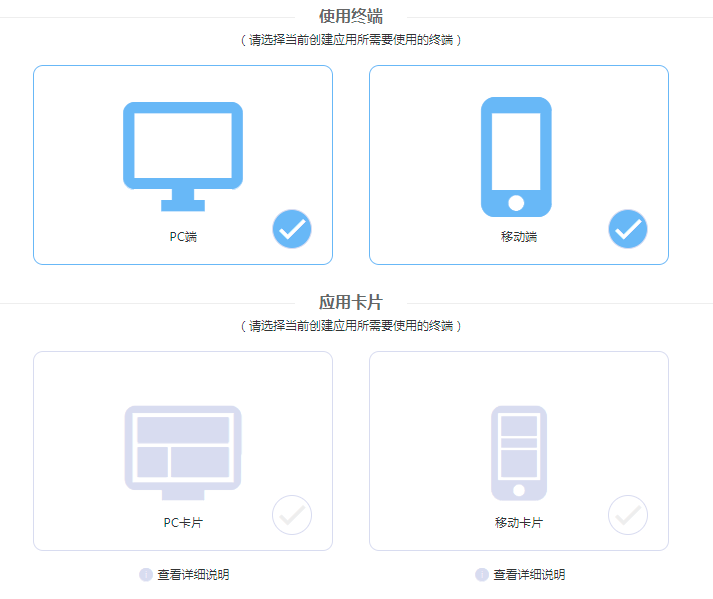 使用终端
（请选择当前创建应用所需要使用的终端）
PC端
移动端
应用卡片
（请选择当前创建应用所需要使用的终端）
PC卡片
移动卡片
查看详细说明
查看详细说明